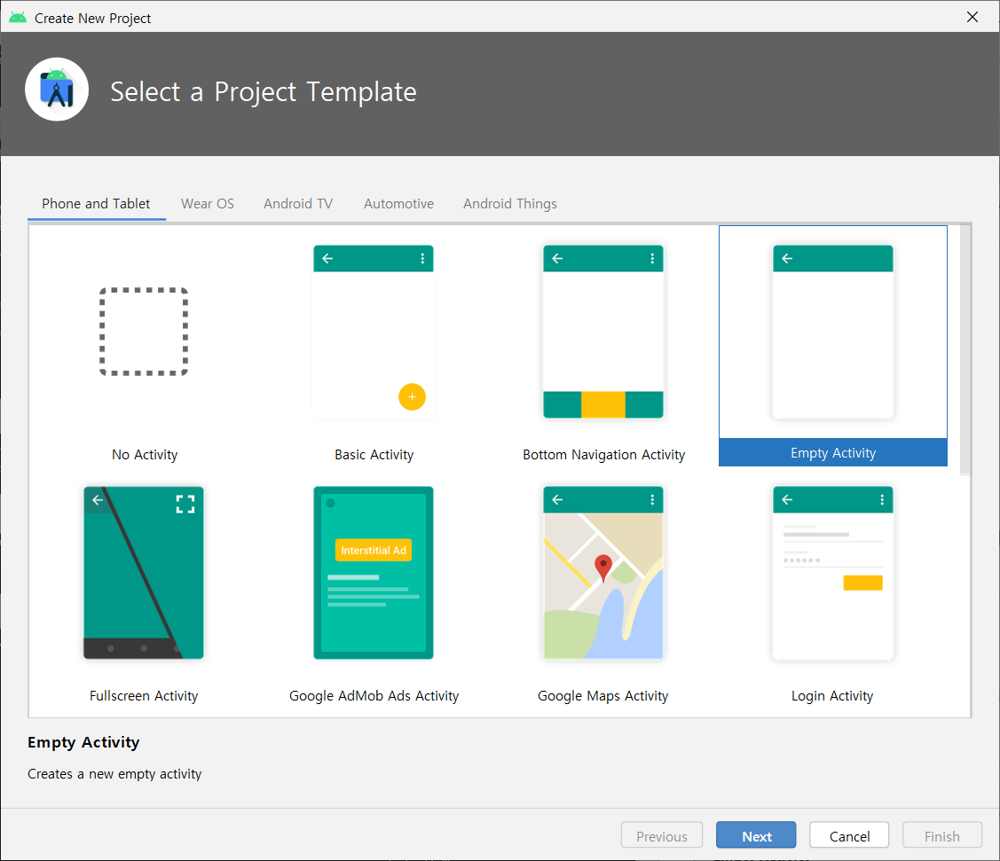 Create New Project
Select a Project Template
Phone and Tablet Wear OS Android TV Automotive Android Things
No Activity Basic Activity Bottom Navigation Activity Empty Activity
Interstitial Ad
Fullscreen Activity Google AdMob Ads Activity Google Maps Activity Login Activity
Empty Activity
Creates a new empty activity
Previous Next Cancel Finish